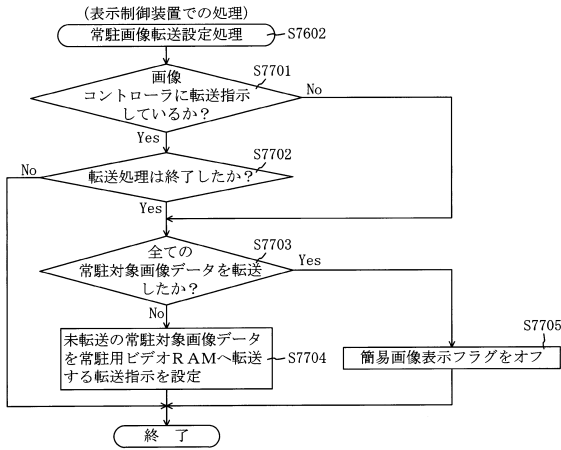 (表示制御装置での処理)
常駐画像転送設定処理
S7602
画像
コントローラに転送指示
しているか?
S7701
No
Yes
転送処理は終了したか?
S7702
No
Yes
全ての
常駐対象画像データを転送
したか?
S7703
Yes
No
未転送の常駐対象画像データ
を常駐用ビデオRAMへ転送
する転送指示を設定
S7704
簡易画像表示フラグをオフ
S7705
終 了